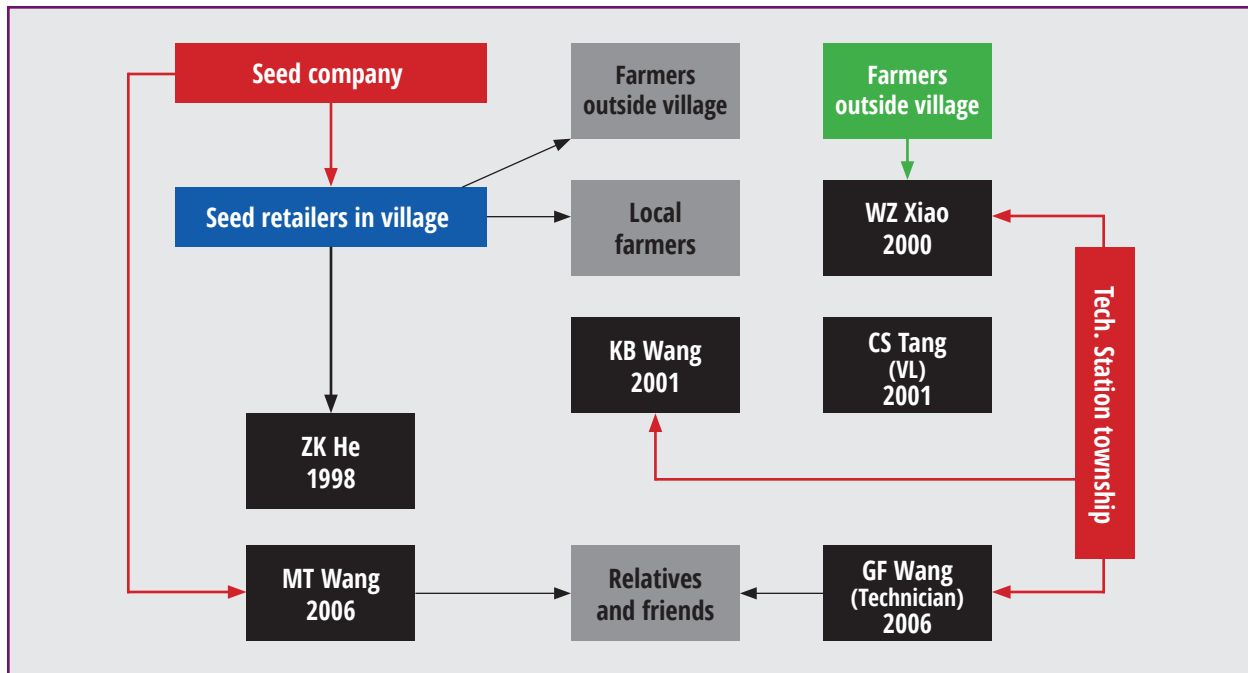 Seed company
Farmers
outside village
Farmers
outside village
Seed retailers in village
Local
farmers
WZ Xiao
2000
Tech. Station township
KB Wang
2001
CS Tang
(VL)
2001
ZK He
1998
MT Wang
2006
Relatives
and friends
GF Wang
(Technician)
2006